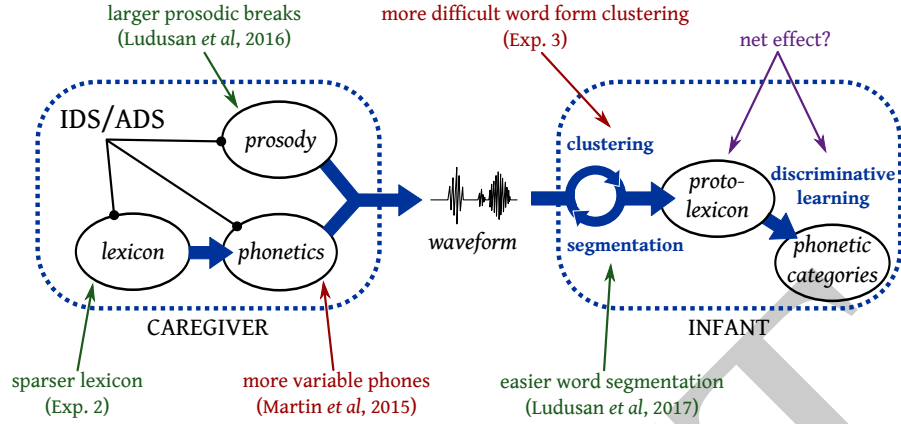 larger prosodic breaks
(Ludusan et al, 2016)
more difficult word form clustering
(Exp. 3)
net effect?
IDS/ADS
prosody
clustering
proto-
lexicon
discriminative
learning
lexicon
phonetics
waveform
segmentation
phonetic
categories
CAREGIVER
INFANT
sparser lexicon
(Exp. 2)
more variable phones
(Martin et al, 2015)
easier word segmentation
(Ludusan et al, 2017)